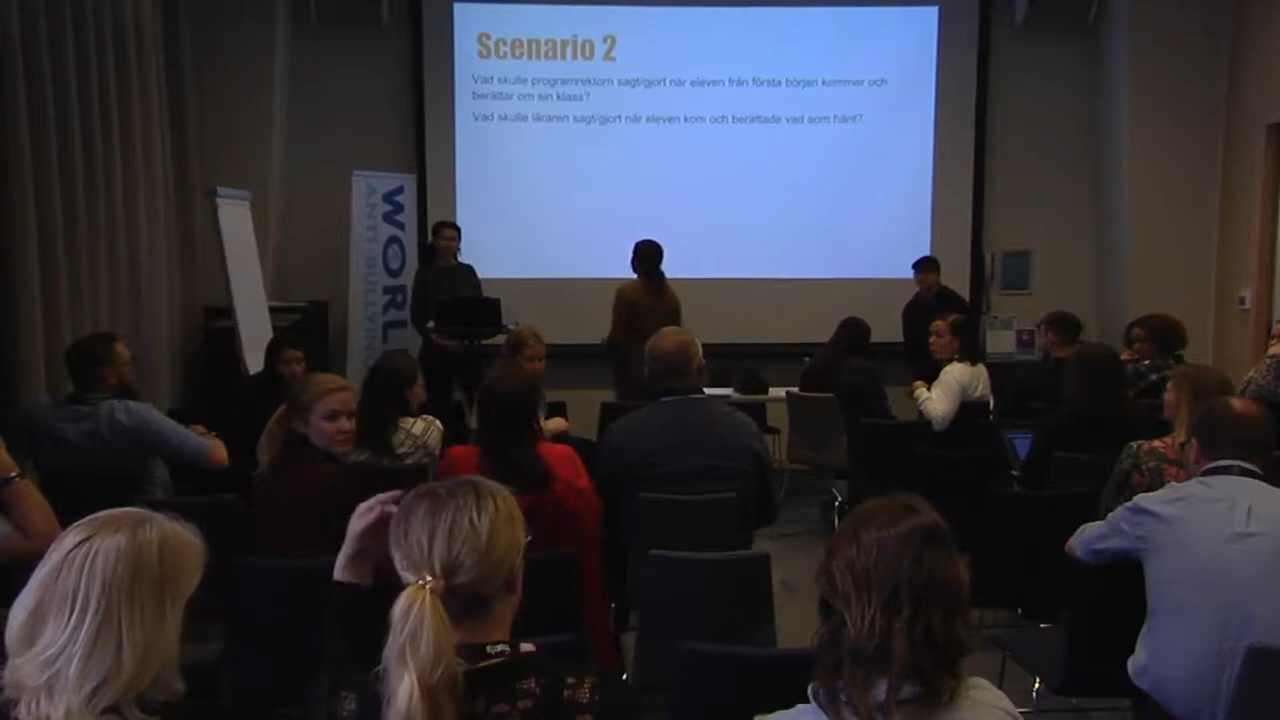 Scenario 2
Vad skulle programrektorn sagt/gjort när eleven från första början kommer och
berättar om sin klass?
Vad skulle läraren sagt/gjort när eleven kom och berättade vad som hänt?
WORL
ANTI-BULLYIN